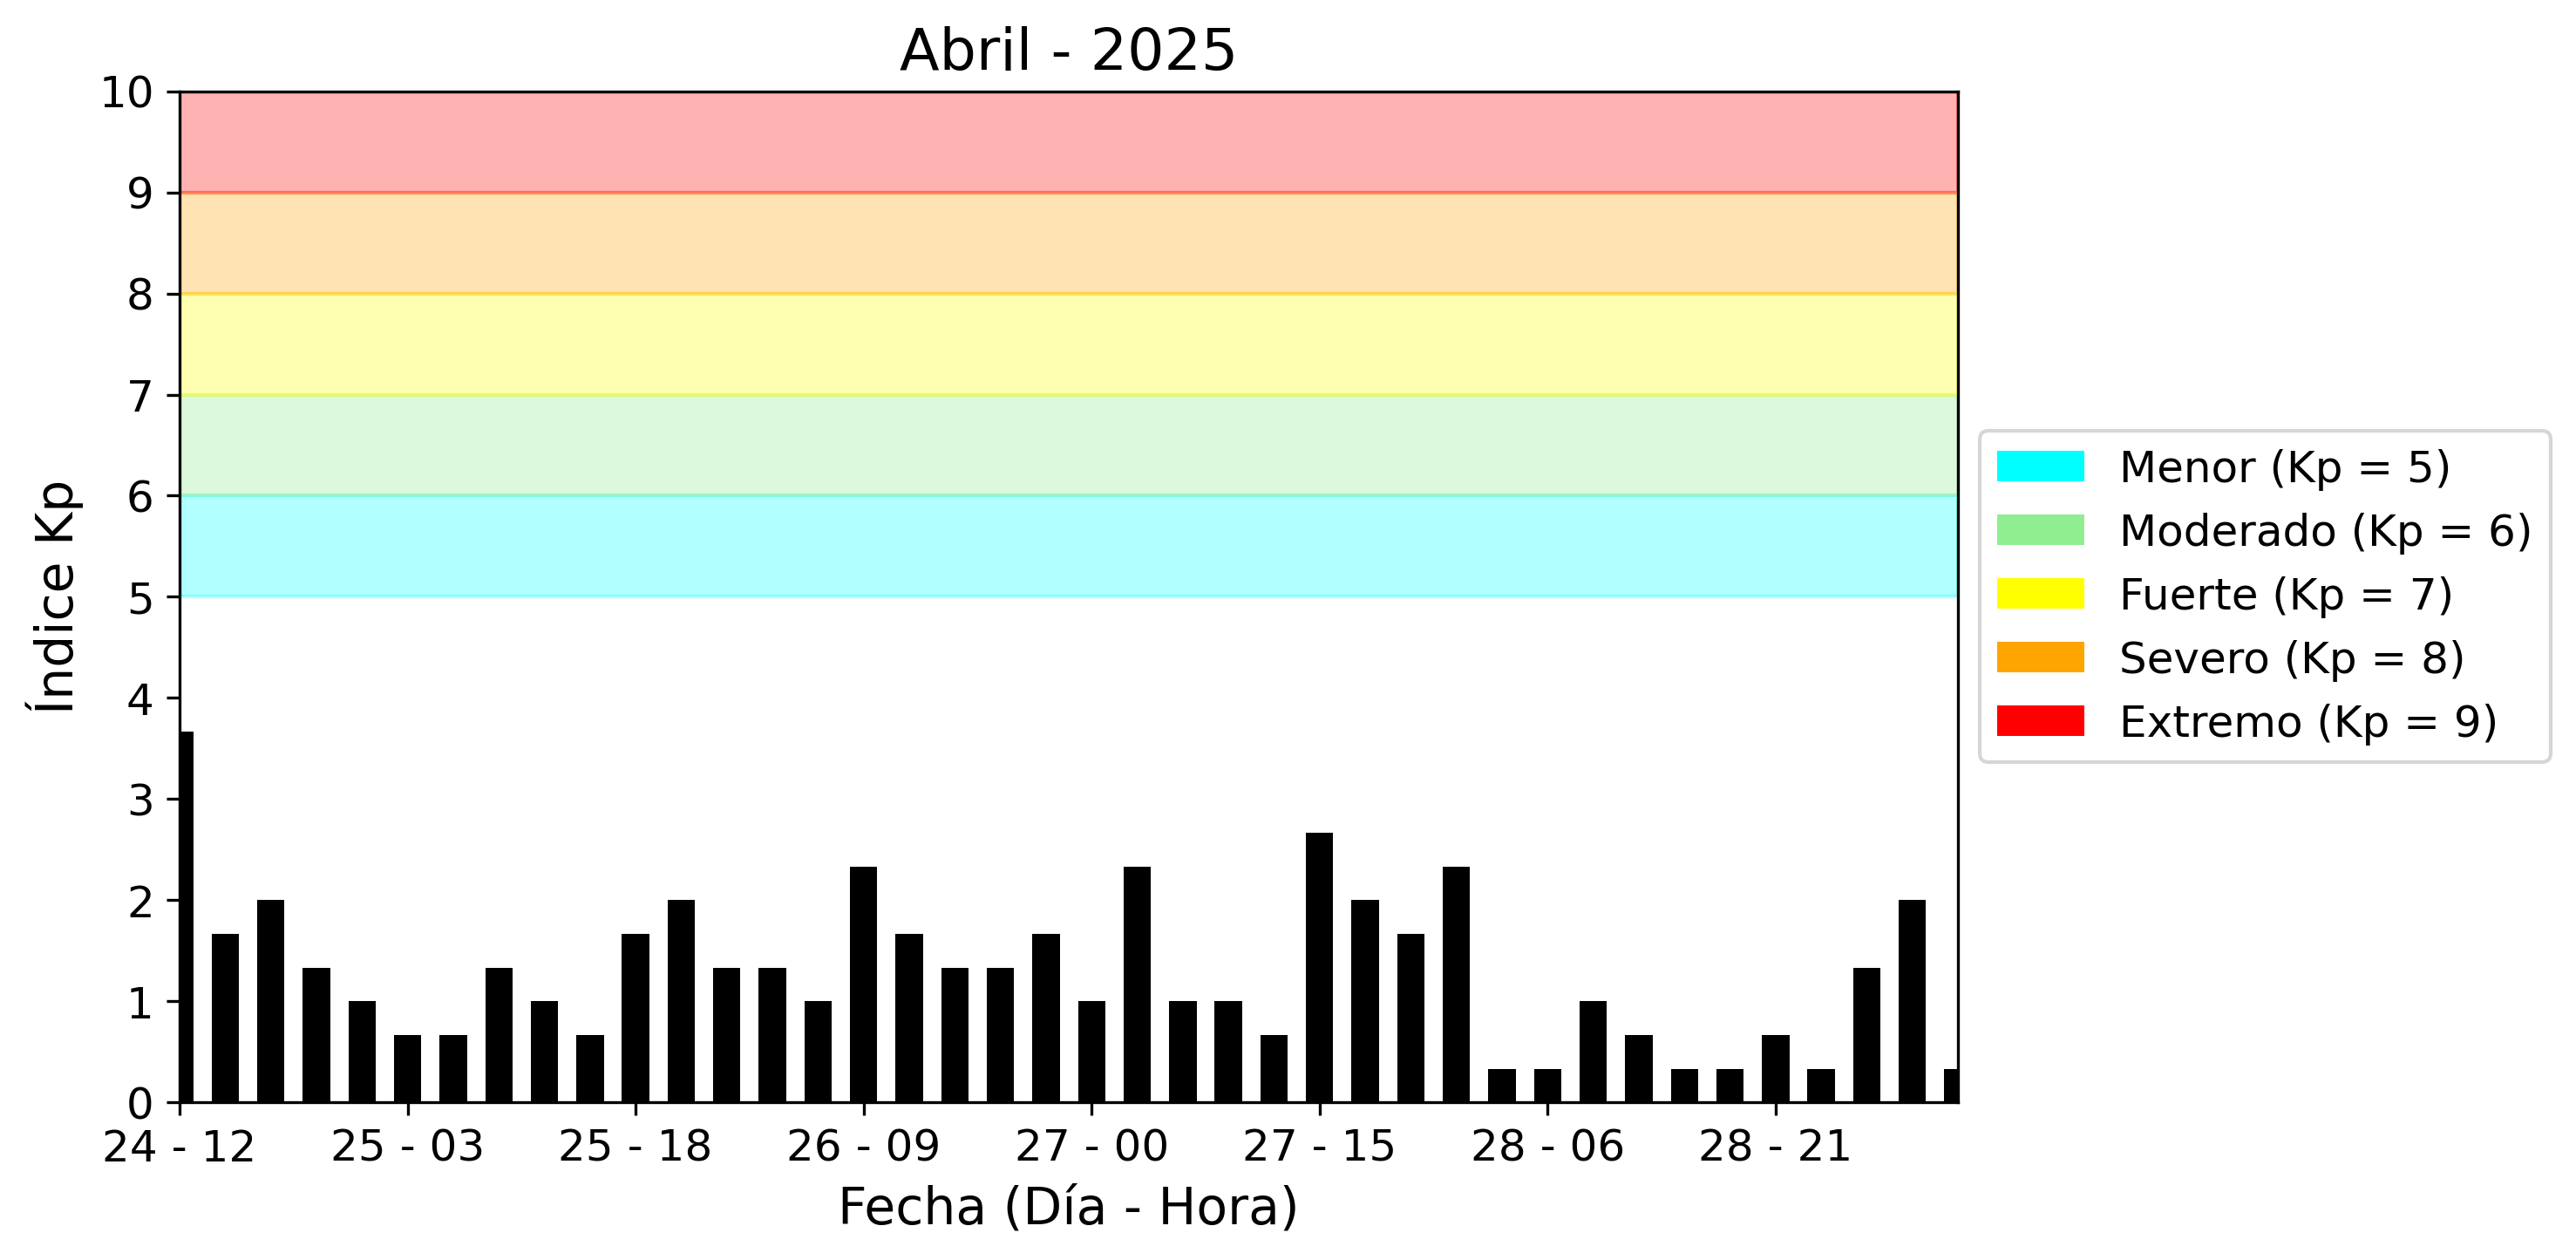 Abril - 2025
10
9
8
7
6
5
4
3
2
1
0
Índice Kp
24 - 12
25 - 03
25 - 18
26 - 09
27 - 00
27 - 15
28 - 06
28 - 21
Fecha (Día - Hora)
Menor (Kp = 5)
Moderado (Kp = 6)
Fuerte (Kp = 7)
Severo (Kp = 8)
Extremo (Kp = 9)